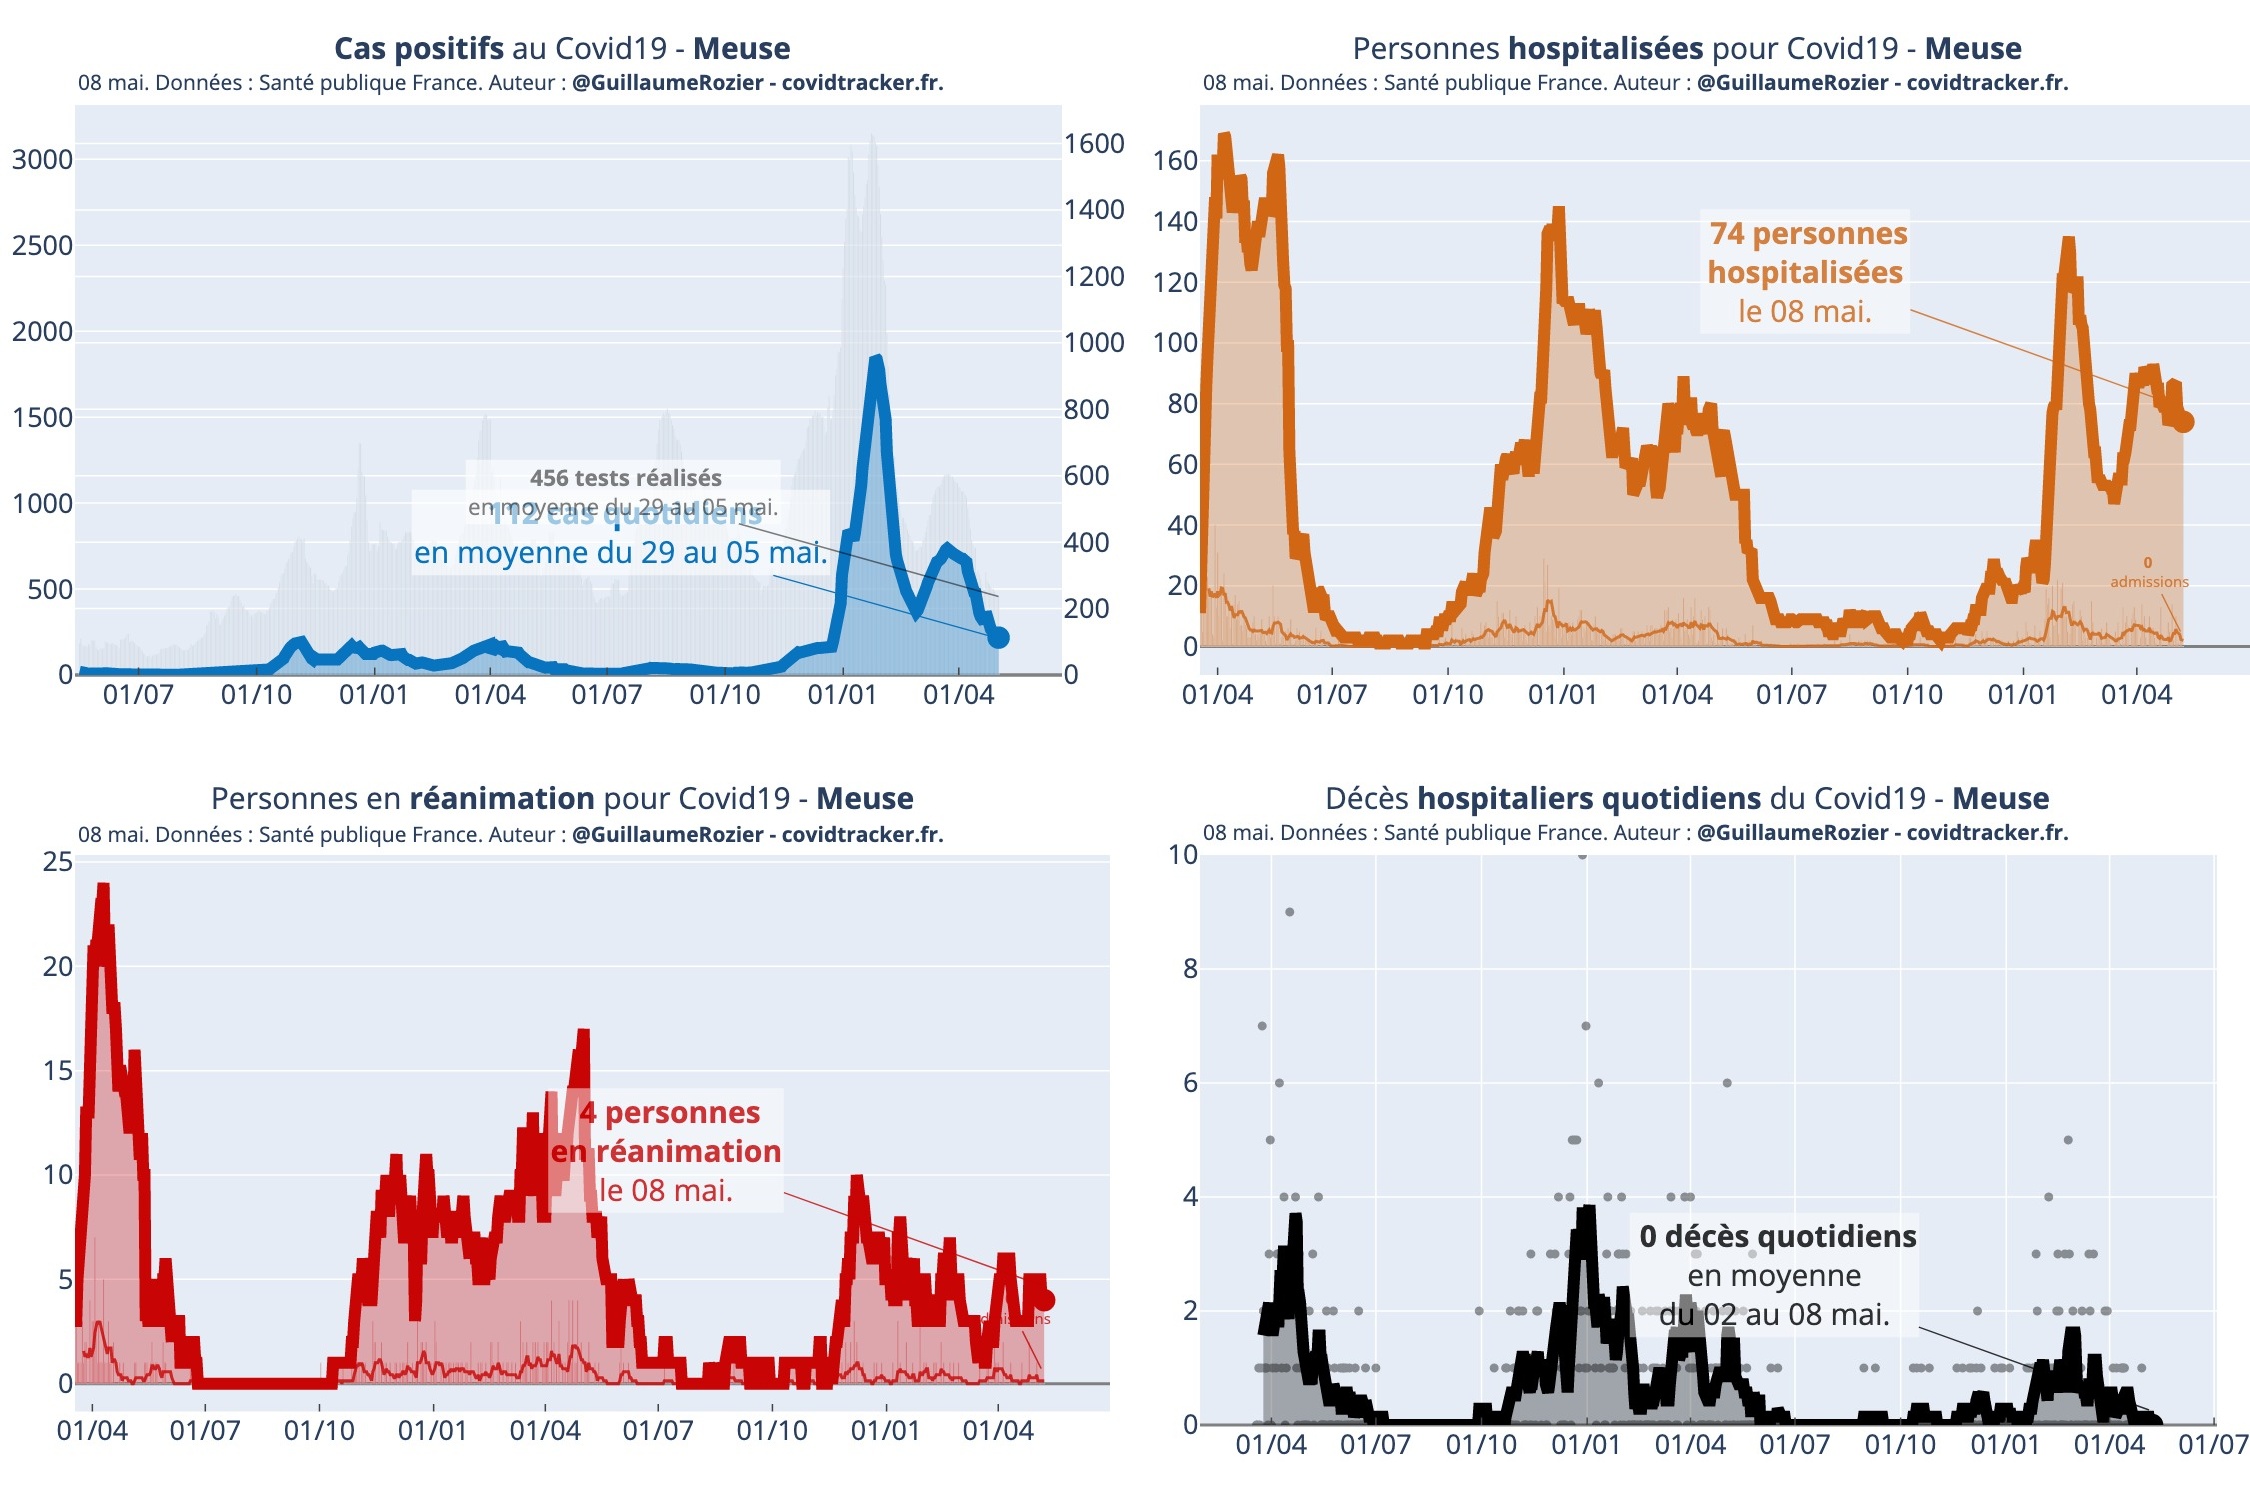 Cas positifs au Covid19 - Meuse
08 mai. Données : Santé publique France. Auteur : @GuillaumeRozier - covidtracker.fr.
3000
2500
2000
1500
1000
500
0
1600
1400
1200
1000
800
600
400
200
0
456 tests réalisés
en moyenne du 29 au 05 mai.
112 cas quotidiens
en moyenne du 29 au 05 mai.
01/07 01/10 01/01 01/04 01/07 01/10 01/01 01/04
Personnes hospitalisées pour Covid19 - Meuse
08 mai. Données : Santé publique France. Auteur : @GuillaumeRozier - covidtracker.fr.
160
140
120
100
80
60
40
20
0
74 personnes
hospitalisées
le 08 mai.
0
admissions
01/04 01/07 01/10 01/01 01/04 01/07 01/10 01/01 01/04
Personnes en réanimation pour Covid19 - Meuse
08 mai. Données : Santé publique France. Auteur : @GuillaumeRozier - covidtracker.fr.
25
20
15
10
5
0
4 personnes
en réanimation
le 08 mai.
01/04 01/07 01/10 01/01 01/04 01/07 01/10 01/01 01/04
Décès hospitaliers quotidiens du Covid19 - Meuse
08 mai. Données : Santé publique France. Auteur : @GuillaumeRozier - covidtracker.fr.
10
8
6
4
2
0
0 décès quotidiens
en moyenne
du 02 au 08 mai.
01/04 01/07 01/10 01/01 01/04 01/07 01/10 01/01 01/04 01/07